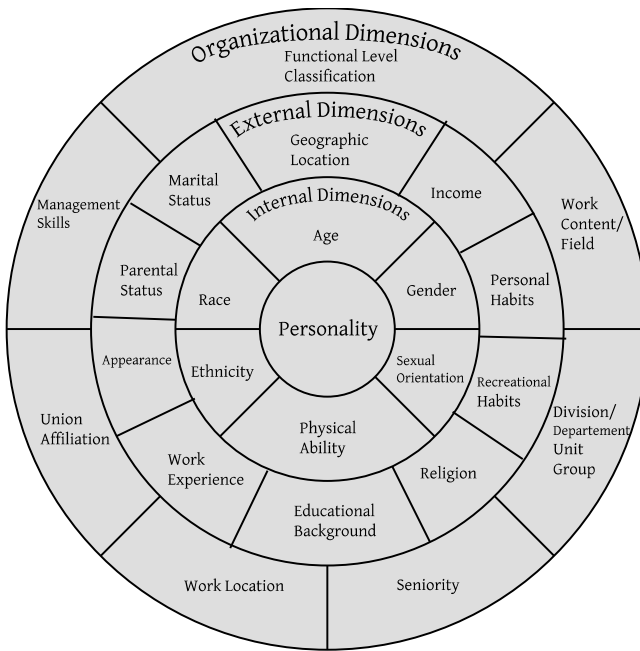 Organizational Dimensions
Functional Level
Classification
External Dimensions
Geographic
Location
Marital
Status
Income
Internal Dimensions
Age
Management
Skills
Work
Content/
Field
Parental
Status
Race
Gender
Personal
Habits
Personality
Appearance
Ethnicity
Sexual
Orientation
Recreational
Habits
Union
Affiliation
Division/
Departement
Unit
Group
Physical
Ability
Work
Experience
Religion
Educational
Background
Work Location
Seniority